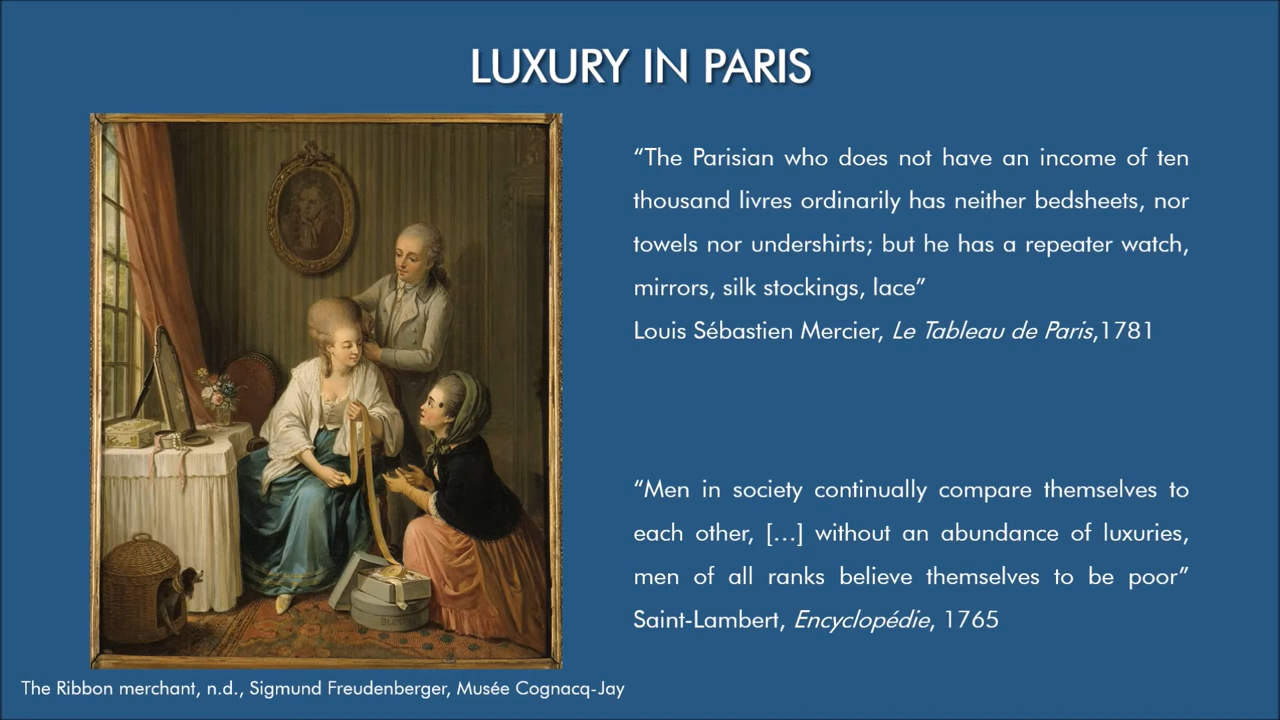 LUXURY IN PARIS
“The Parisian who does not have an income of ten
thousand livres ordinarily has neither bedsheets, nor
towels nor undershirts; but he has a repeater watch,
mirrors, silk stockings, lace”
Louis Sébastien Mercier, Le Tableau de Paris,1781
“Men in society continually compare themselves to
each other, [...] without an abundance of luxuries,
men of all ranks believe themselves to be poor”
Saint-Lambert, Encyclopédie, 1765
The Ribbon merchant, n.d., Sigmund Freudenberger, Musée Cognacq-Jay